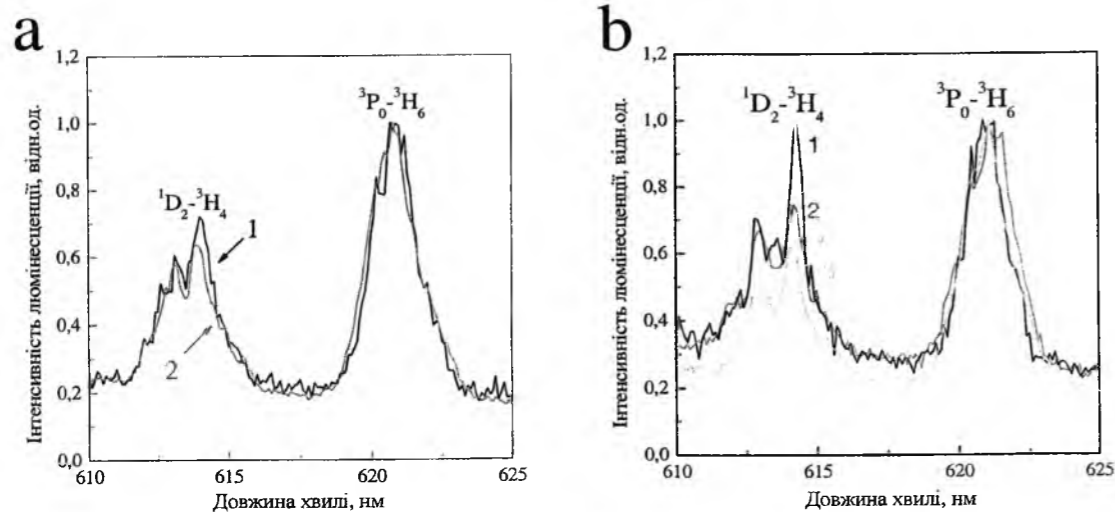 a
1,2
1,0
0,8
0,6
0,4
0,2
0,0
610
615
620
625
Інтенсивність люмінесценції, відн.од.
Довжина хвилі, нм
¹D₂-³H₄
³P₀-³H₆
1
2
b
1,2
1,0
0,8
0,6
0,4
0,2
0,0
610
615
620
625
Інтенсивність люмінесценції, відн.од.
Довжина хвилі, нм
¹D₂-³H₄
³P₀-³H₆
1
2